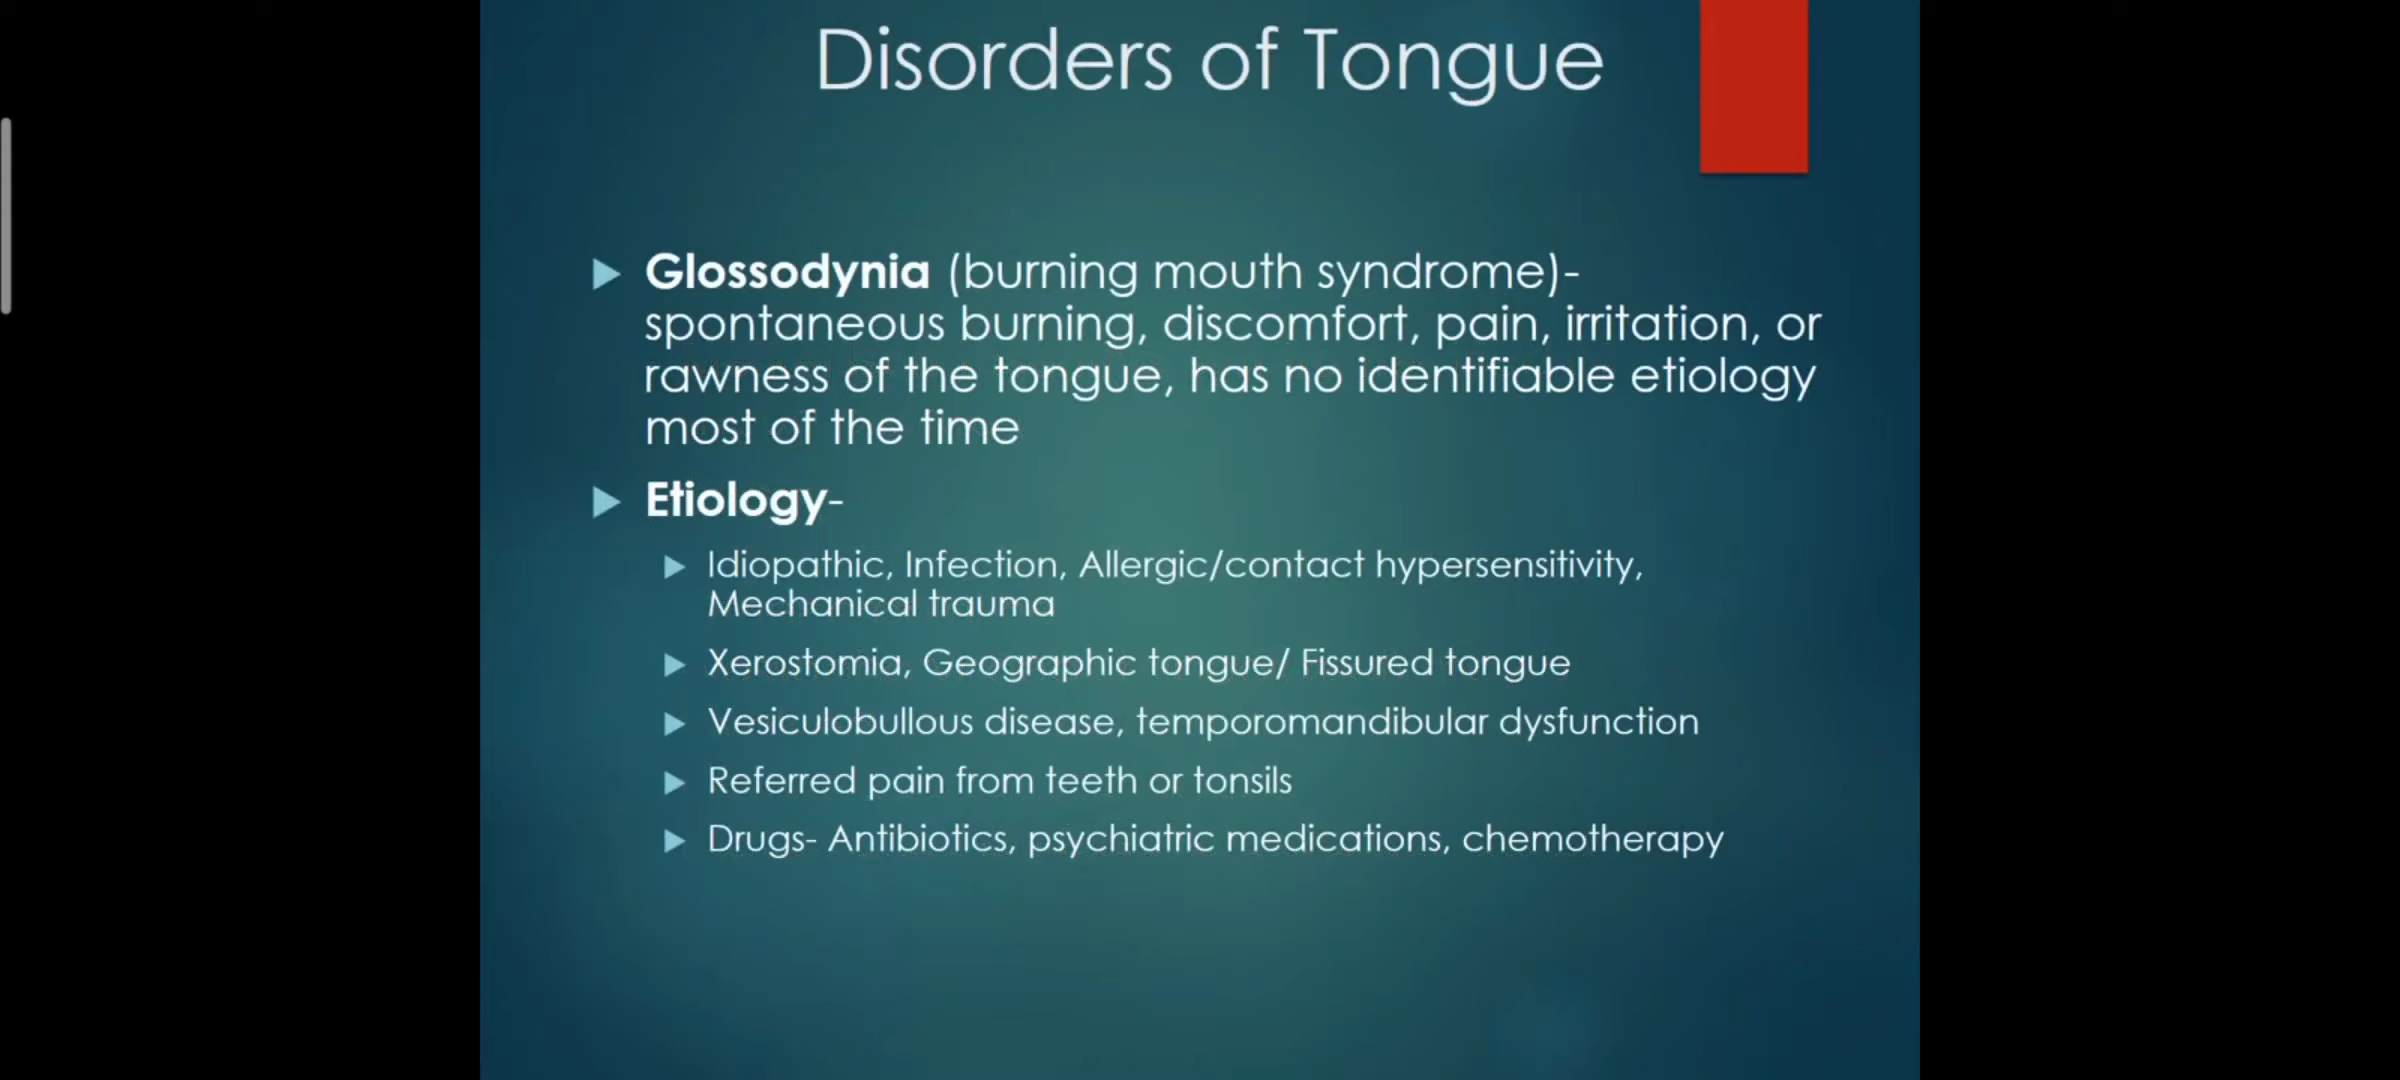 Disorders of Tongue
Glossodynia (burning mouth syndrome)-
spontaneous burning, discomfort, pain, irritation, or
rawness of the tongue, has no identifiable etiology
most of the time
Etiology-
Idiopathic, Infection, Allergic/contact hypersensitivity,
Mechanical trauma
Xerostomia, Geographic tongue/ Fissured tongue
Vesiculobullous disease, temporomandibular dysfunction
Referred pain from teeth or tonsils
Drugs- Antibiotics, psychiatric medications, chemotherapy